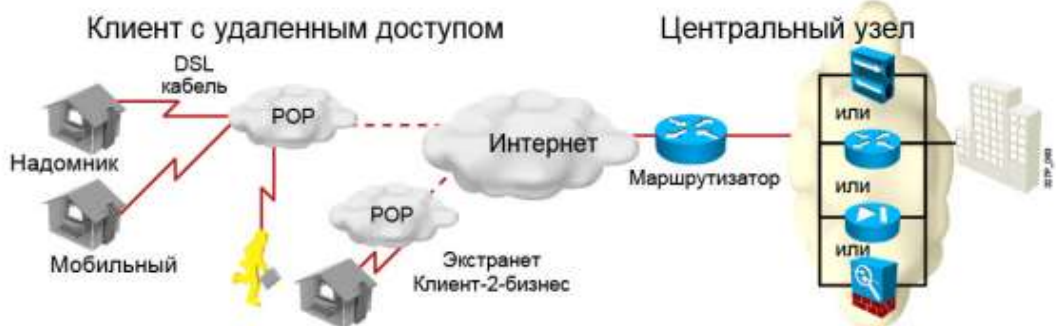 Клиент с удаленным доступом
Центральный узел
DSL
кабель
POP
или
Интернет
Надомник
или
Маршрутизатор
POP
или
Мобильный
Экстранет
Клиент-2-бизнес
или